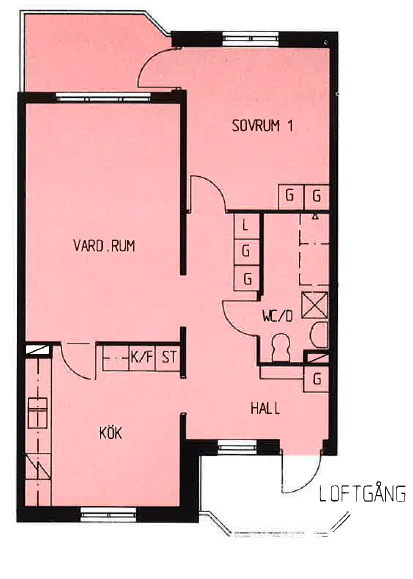 SOVRUM 1
G G
L
VARD.RUM
G
G
WC/D
K/F ST
G
HALL
KÖK
LOFTGÅNG